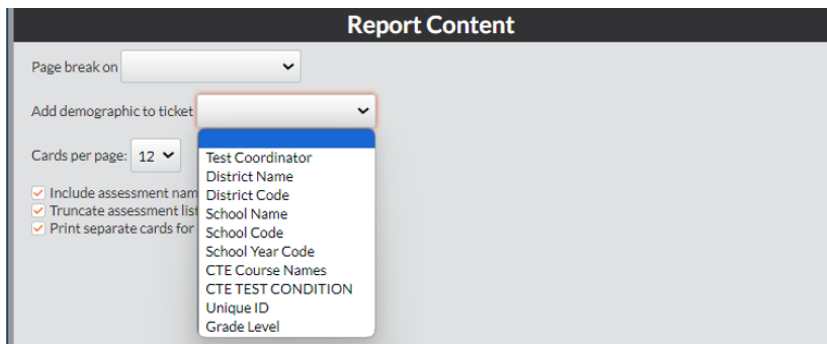 Report Content
Page break on
Add demographic to ticket
Cards per page: 12
Test Coordinator
District Name
Include assessment nam
District Code
Truncate assessment list
School Name
Print separate cards for
School Code
School Year Code
CTE Course Names
CTE TEST CONDITION
Unique ID
Grade Level